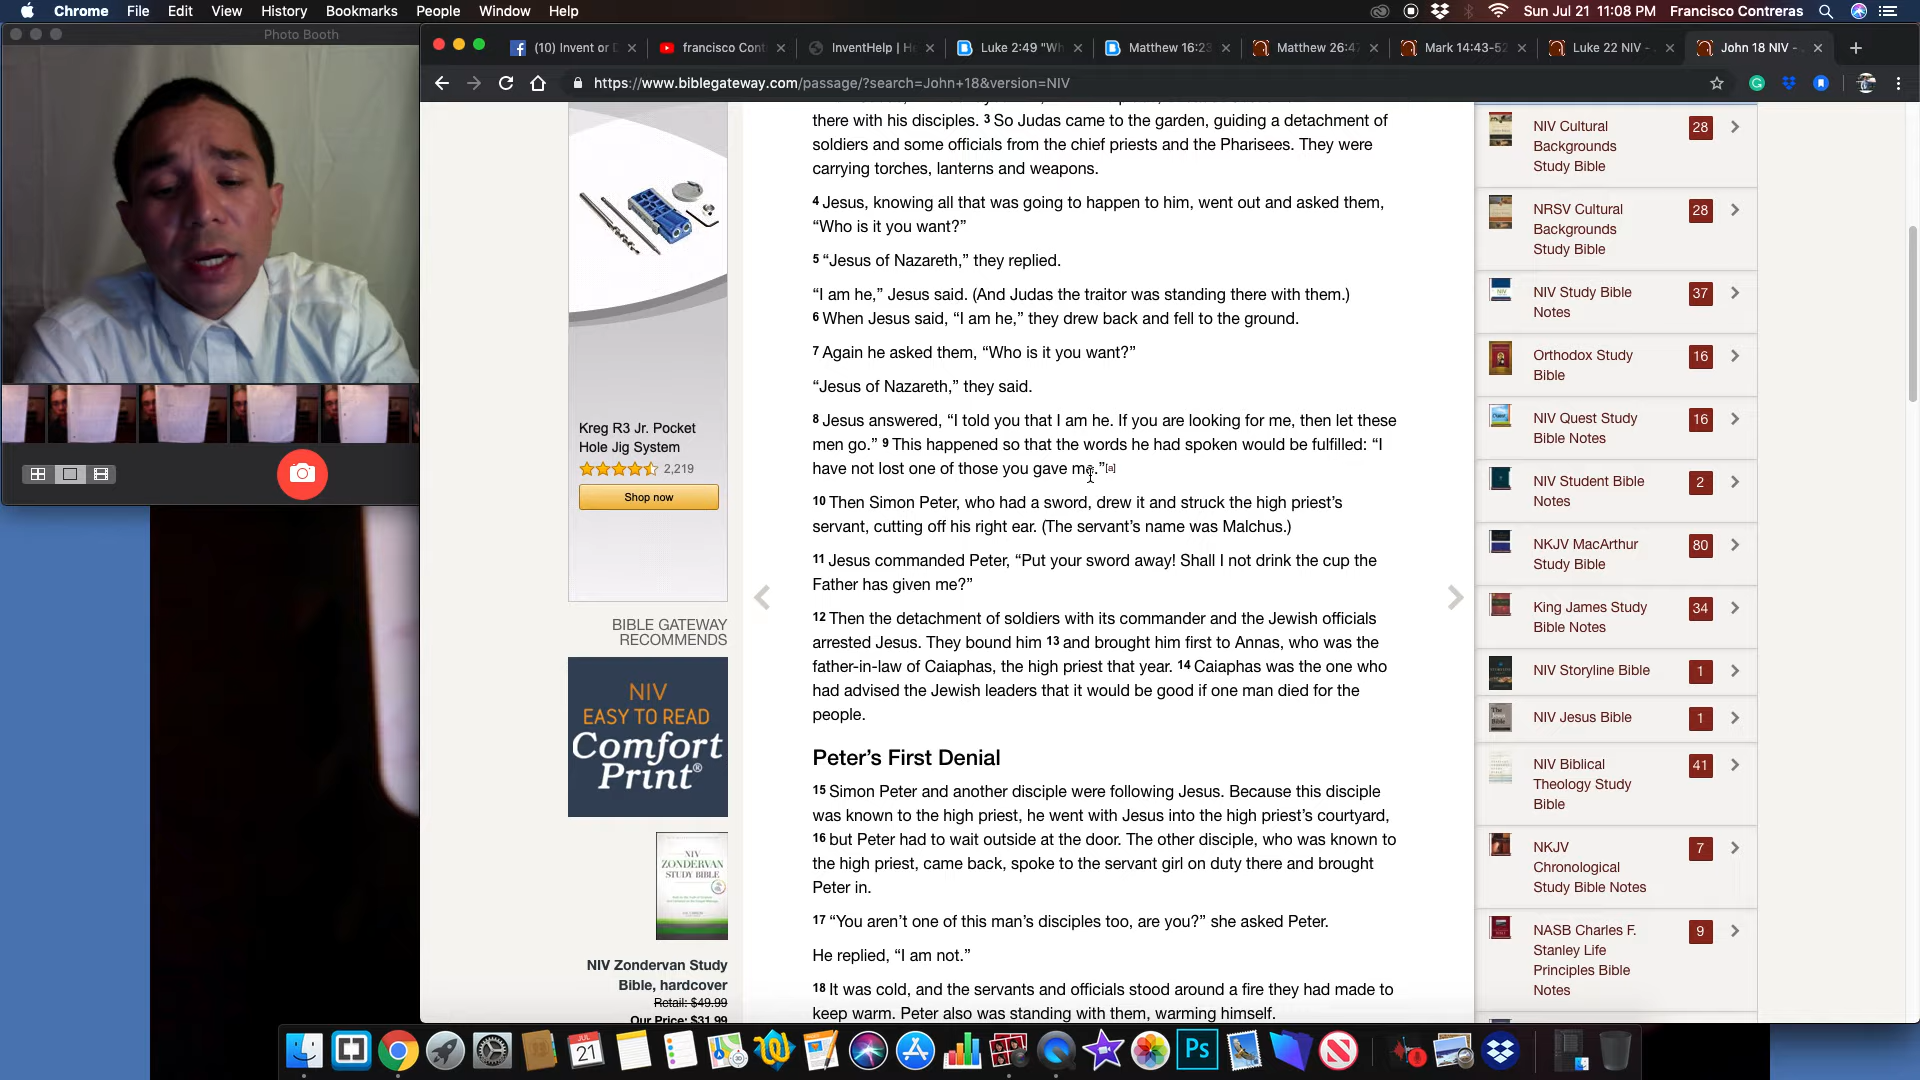 Chrome File Edit View History Bookmarks People Window Help
Sun Jul 21 11:08 PM Francisco Contreras
Photo Booth
(10) Invent or D
francisco Cont
InventHelp | He
Luke 2:49 "Wh
Matthew 16:23
Matthew 26:47
Mark 14:43-52
Luke 22 NIV -
John 18 NIV -
https://www.biblegateway.com/passage/?search=John+18&version=NIV
there with his disciples. 3 So Judas came to the garden, guiding a detachment of
soldiers and some officials from the chief priests and the Pharisees. They were
carrying torches, lanterns and weapons.
4 Jesus, knowing all that was going to happen to him, went out and asked them,
“Who is it you want?”
5 “Jesus of Nazareth,” they replied.
“I am he,” Jesus said. (And Judas the traitor was standing there with them.)
6 When Jesus said, “I am he,” they drew back and fell to the ground.
7 Again he asked them, “Who is it you want?”
“Jesus of Nazareth,” they said.
8 Jesus answered, “I told you that I am he. If you are looking for me, then let these
men go.” 9 This happened so that the words he had spoken would be fulfilled: “I
have not lost one of those you gave me.”[a]
10 Then Simon Peter, who had a sword, drew it and struck the high priest’s
servant, cutting off his right ear. (The servant’s name was Malchus.)
11 Jesus commanded Peter, “Put your sword away! Shall I not drink the cup the
Father has given me?”
12 Then the detachment of soldiers with its commander and the Jewish officials
arrested Jesus. They bound him 13 and brought him first to Annas, who was the
father-in-law of Caiaphas, the high priest that year. 14 Caiaphas was the one who
had advised the Jewish leaders that it would be good if one man died for the
people.
Peter’s First Denial
15 Simon Peter and another disciple were following Jesus. Because this disciple
was known to the high priest, he went with Jesus into the high priest’s courtyard,
16 but Peter had to wait outside at the door. The other disciple, who was known to
the high priest, came back, spoke to the servant girl on duty there and brought
Peter in.
17 “You aren’t one of this man’s disciples too, are you?” she asked Peter.
He replied, “I am not.”
18 It was cold, and the servants and officials stood around a fire they had made to
keep warm. Peter also was standing with them, warming himself.
Kreg R3 Jr. Pocket
Hole Jig System
2,219
Shop now
BIBLE GATEWAY
RECOMMENDS
NIV
EASY TO READ
Comfort
Print®
NIV
ZONDERVAN
STUDY BIBLE
NIV Zondervan Study
Bible, hardcover
Retail: $49.99
Our Price: $31.99
NIV Cultural
Backgrounds
Study Bible
28
NRSV Cultural
Backgrounds
Study Bible
28
NIV Study Bible
Notes
37
Orthodox Study
Bible
16
NIV Quest Study
Bible Notes
16
NIV Student Bible
Notes
2
NKJV MacArthur
Study Bible
80
King James Study
Bible Notes
34
NIV Storyline Bible
1
NIV Jesus Bible
1
NIV Biblical
Theology Study
Bible
41
NKJV
Chronological
Study Bible Notes
7
NASB Charles F.
Stanley Life
Principles Bible
Notes
9
JUL
21
Ps